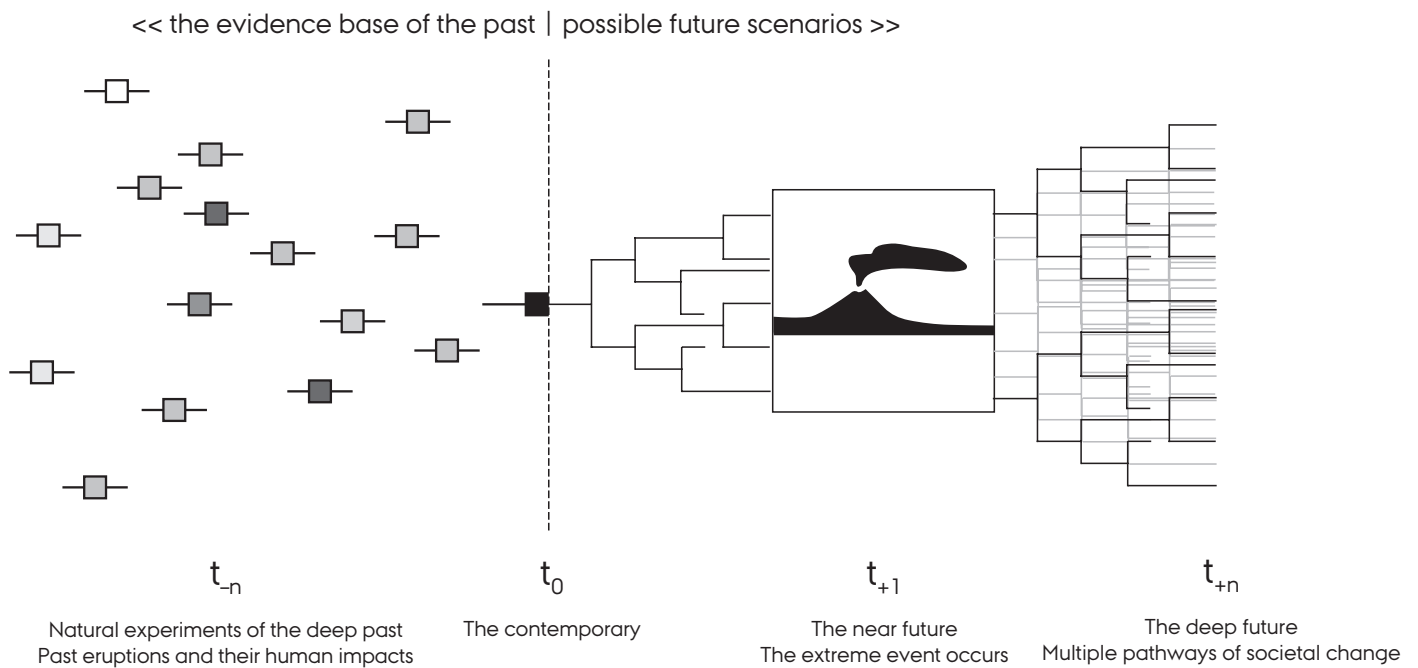 << the evidence base of the past | possible future scenarios >>
t–n
t0
t+1
t+n
Natural experiments of the deep past
Past eruptions and their human impacts
The contemporary
The near future
The extreme event occurs
The deep future
Multiple pathways of societal change